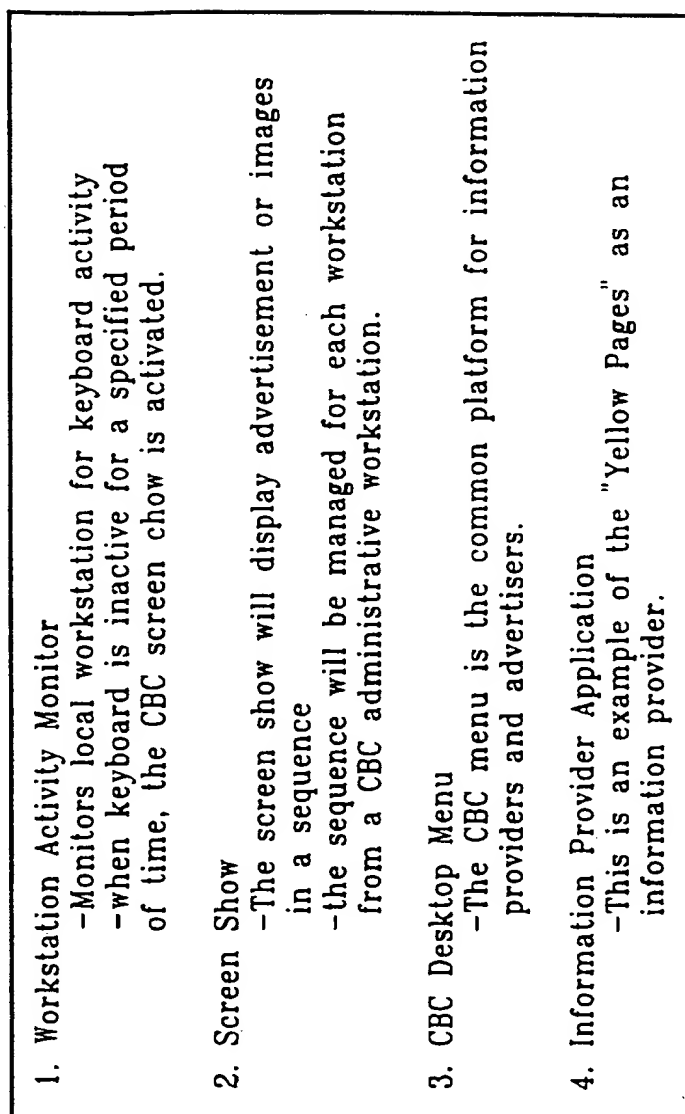 1. Workstation Activity Monitor
-Monitors local workstation for keyboard activity
-when keyboard is inactive for a specified period
of time, the CBC screen chow is activated.
2. Screen Show
-The screen show will display advertisement or images
in a sequence
-the sequence will be managed for each workstation
from a CBC administrative workstation.
3. CBC Desktop Menu
-The CBC menu is the common platform for information
providers and advertisers.
4. Information Provider Application
-This is an example of the "Yellow Pages" as an
information provider.